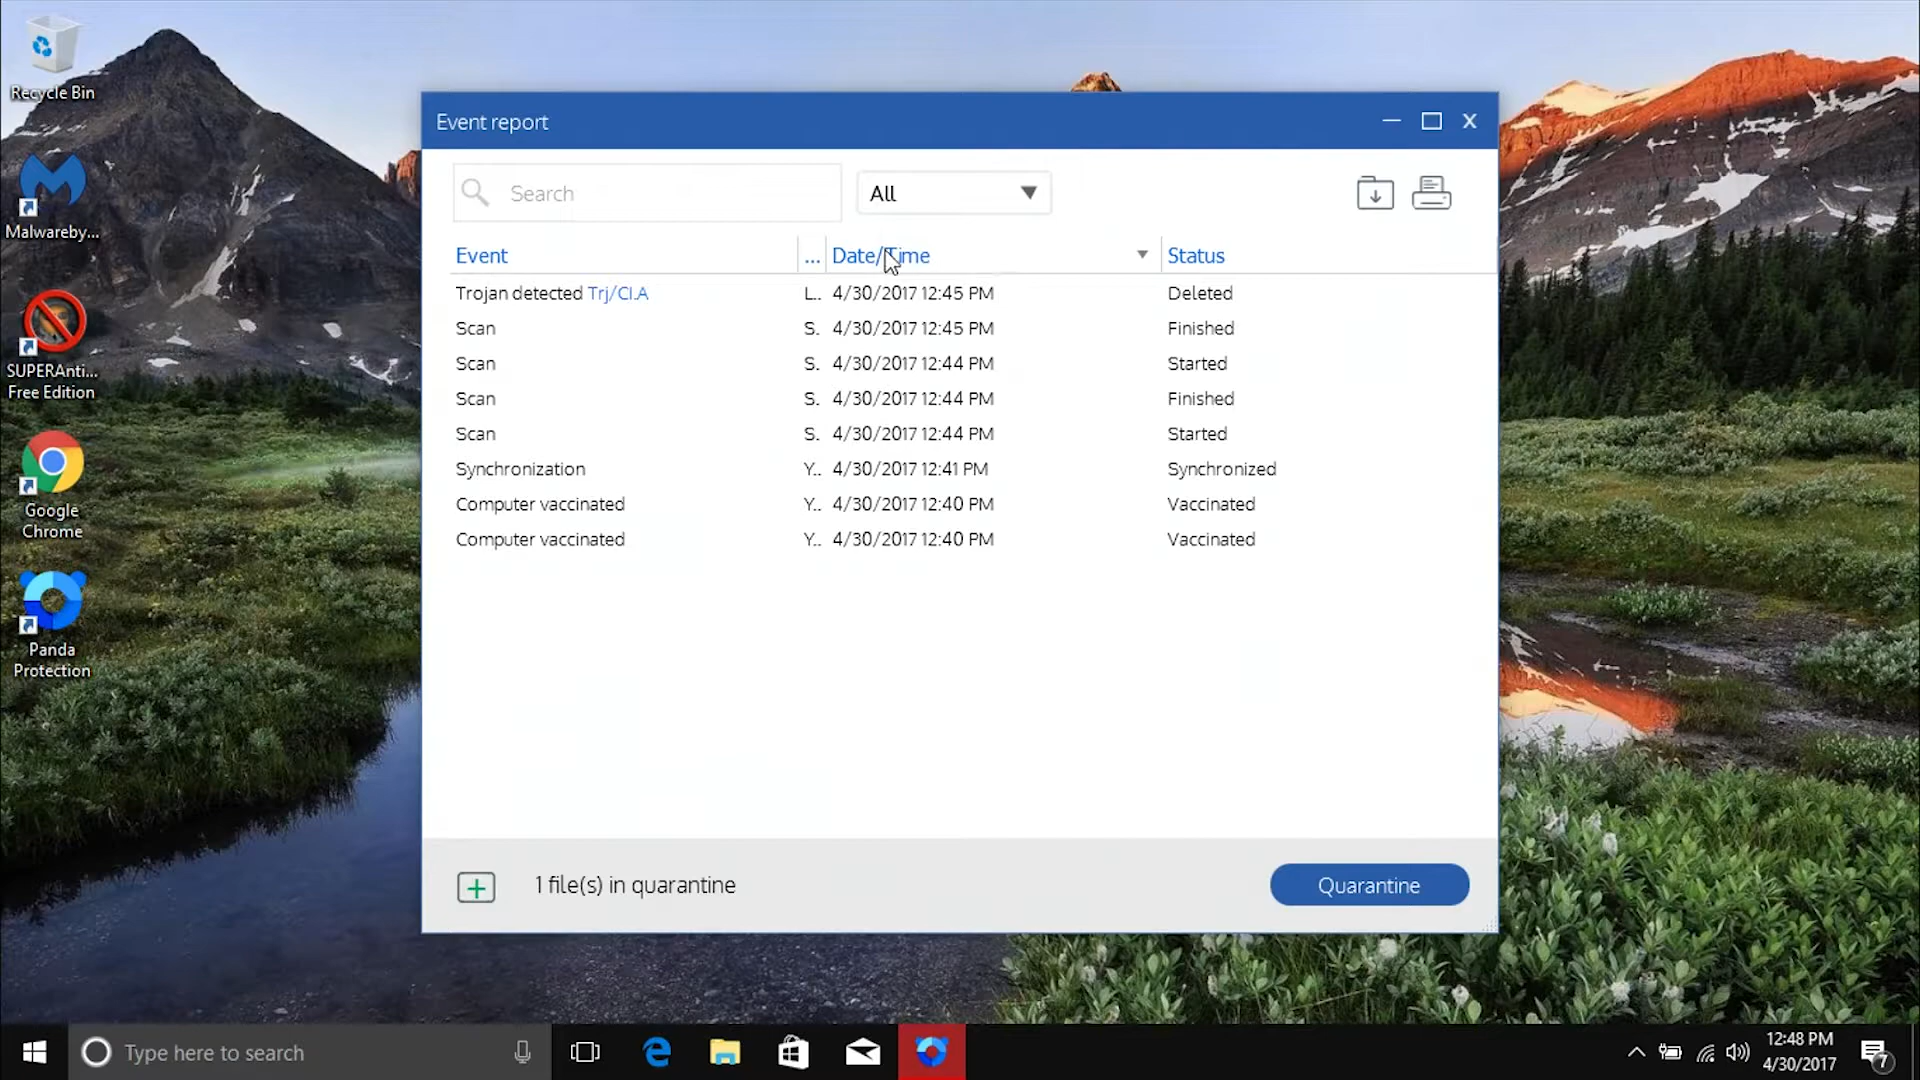 Recycle Bin
Malwareby...
SUPERAnti...
Free Edition
Google
Chrome
Panda
Protection
Event report
Search
All
Event ... Date/Time Status
Trojan detected Trj/CI.A L.. 4/30/2017 12:45 PM Deleted
Scan S. 4/30/2017 12:45 PM Finished
Scan S. 4/30/2017 12:44 PM Started
Scan S. 4/30/2017 12:44 PM Finished
Scan S. 4/30/2017 12:44 PM Started
Synchronization Y.. 4/30/2017 12:41 PM Synchronized
Computer vaccinated Y.. 4/30/2017 12:40 PM Vaccinated
Computer vaccinated Y.. 4/30/2017 12:40 PM Vaccinated
1 file(s) in quarantine
Quarantine
Type here to search
12:48 PM
4/30/2017
7